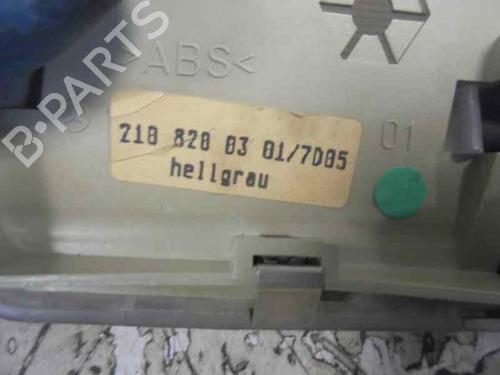 >ABS<
B-PARTS
210 820 03 01/7D05
hellgrau
01